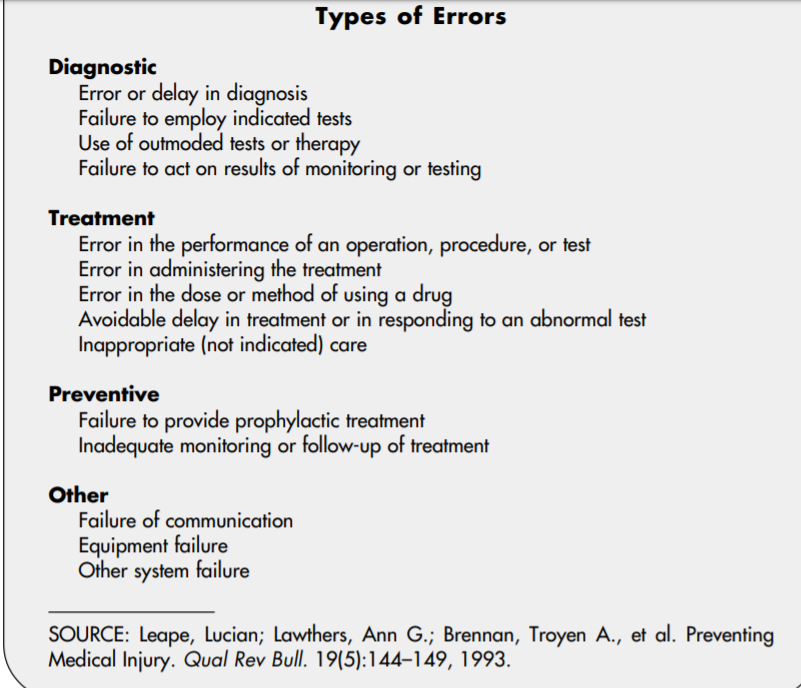 Types of Errors
Diagnostic
Error or delay in diagnosis
Failure to employ indicated tests
Use of outmoded tests or therapy
Failure to act on results of monitoring or testing
Treatment
Error in the performance of an operation, procedure, or test
Error in administering the treatment
Error in the dose or method of using a drug
Avoidable delay in treatment or in responding to an abnormal test
Inappropriate (not indicated) care
Preventive
Failure to provide prophylactic treatment
Inadequate monitoring or follow-up of treatment
Other
Failure of communication
Equipment failure
Other system failure
SOURCE: Leape, Lucian; Lawthers, Ann G.; Brennan, Troyen A., et al. Preventing
Medical Injury. Qual Rev Bull. 19(5):144–149, 1993.